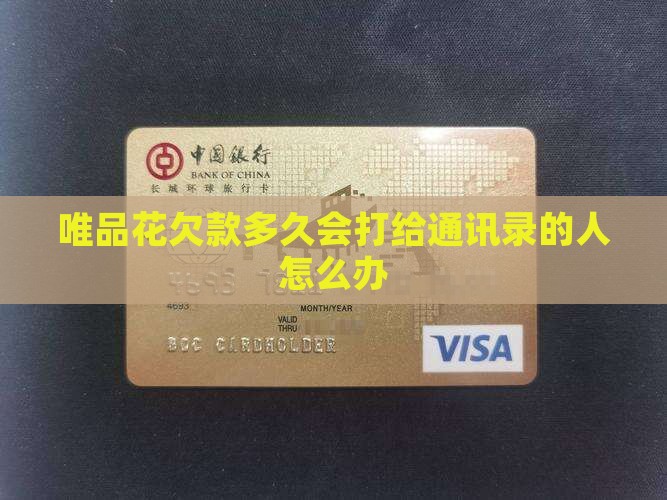 中国银行
BANK OF CHINA
长城环球旅行卡
唯品花欠款多久会打给通讯录的人
怎么办
4693
MONTH/YEAR
VALID
THRU
BOC CARDHOLDER
VISA